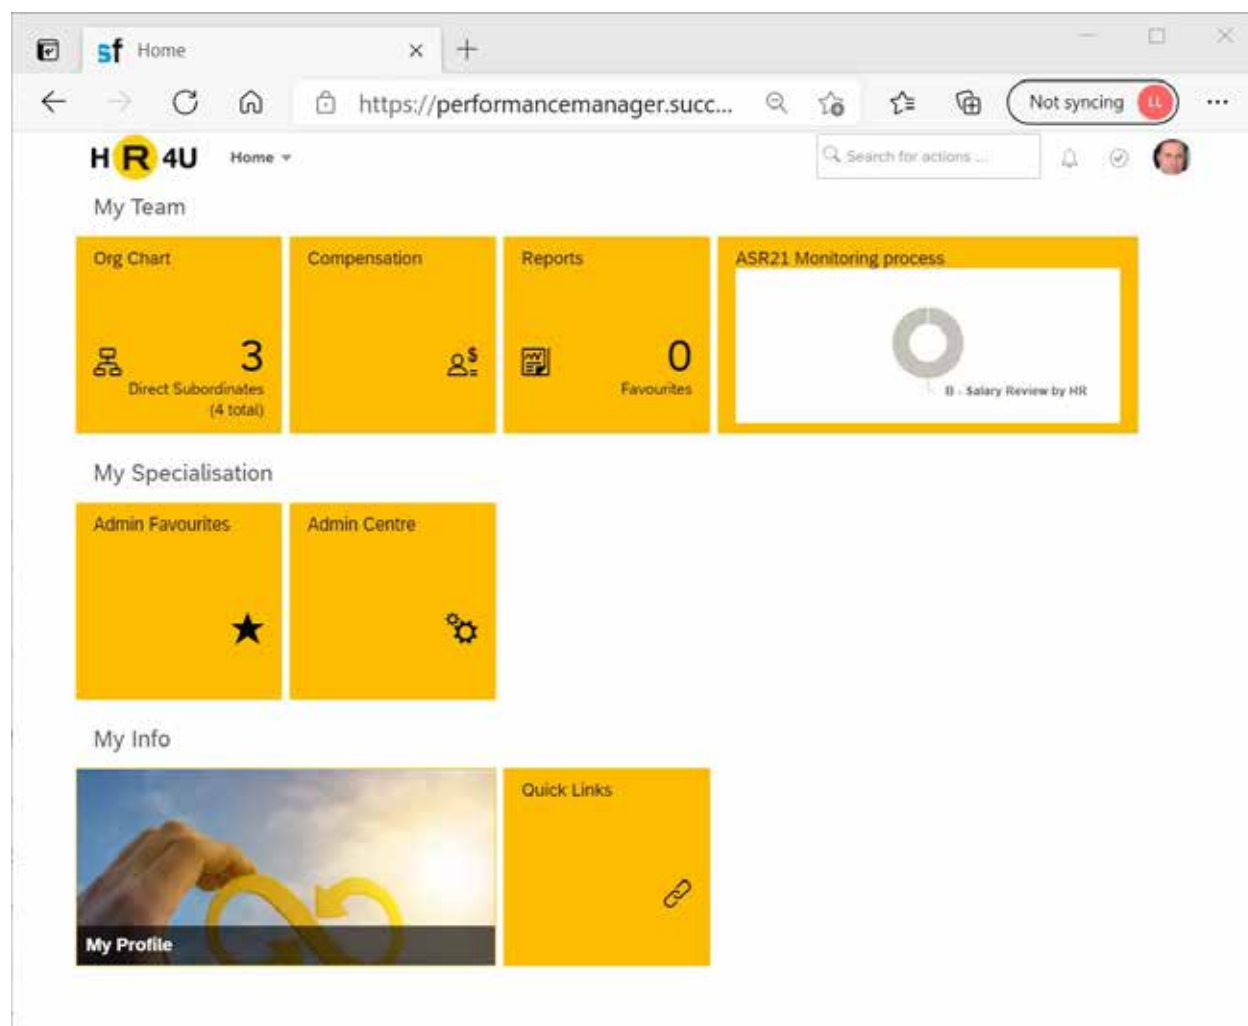 sf Home
https://performancemanager.succ...
Not syncing LL
HR4U Home
Search for actions ...
My Team
Org Chart
3
Direct Subordinates
(4 total)
Compensation
$
Reports
0
Favourites
ASR21 Monitoring process
B - Salary Review by HR
My Specialisation
Admin Favourites
Admin Centre
My Info
My Profile
Quick Links